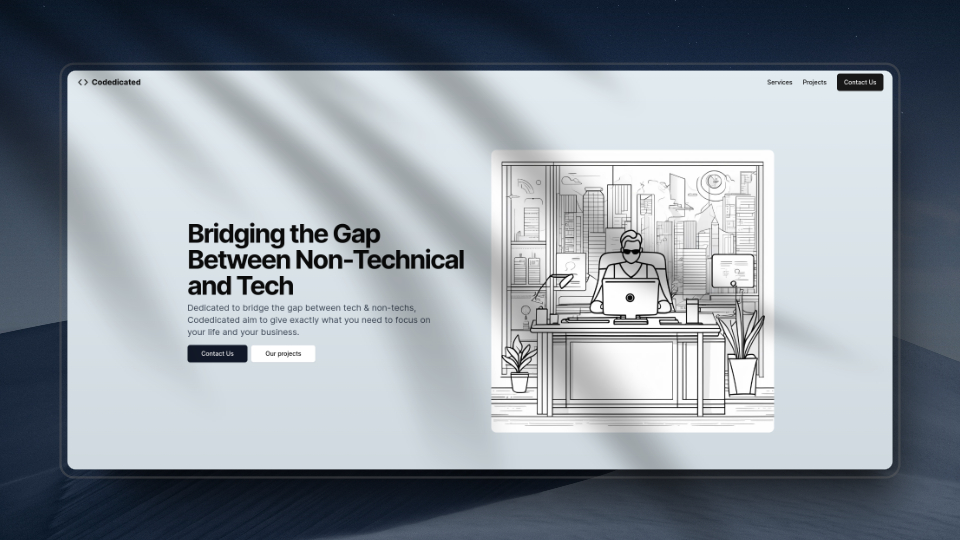 Codedicated
Services Projects Contact Us
Bridging the Gap
Between Non-Technical
and Tech
Dedicated to bridge the gap between tech & non-techs,
Codedicated aim to give exactly what you need to focus on
your life and your business.
Contact Us Our projects